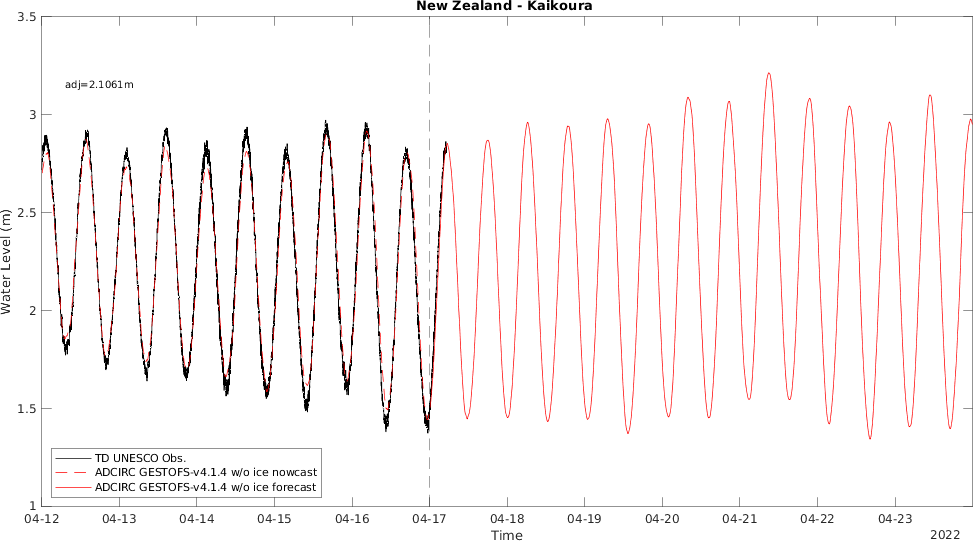 New Zealand - Kaikoura
3.5
adj=2.1061m
3
2.5
Water Level (m)
2
1.5
TD UNESCO Obs.
ADCIRC GESTOFS-v4.1.4 w/o ice nowcast
ADCIRC GESTOFS-v4.1.4 w/o ice forecast
1
04-12 04-13 04-14 04-15 04-16 04-17 04-18 04-19 04-20 04-21 04-22 04-23
Time
2022